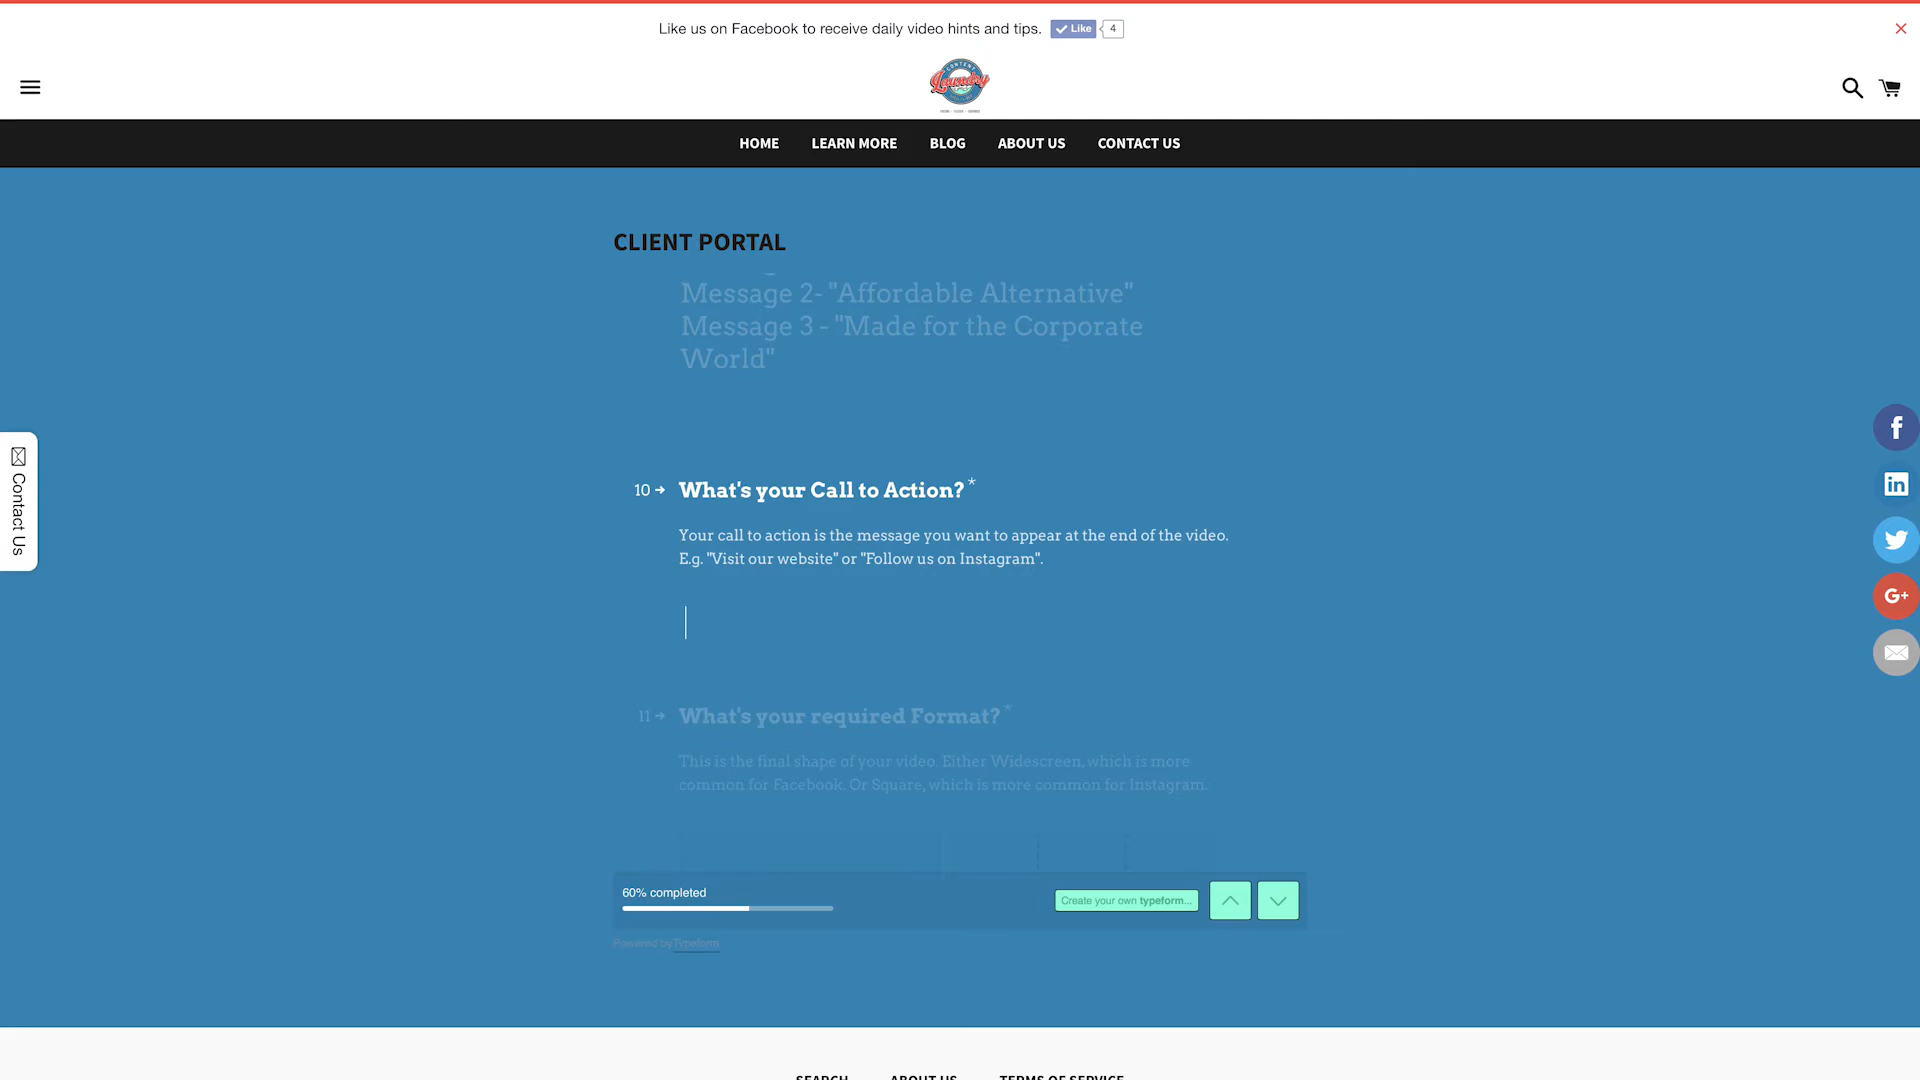 Like us on Facebook to receive daily video hints and tips.
Like
4
CONTENT
Laundry
HOME
LEARN MORE
BLOG
ABOUT US
CONTACT US
CLIENT PORTAL
Message 2- "Affordable Alternative"
Message 3 - "Made for the Corporate
World"
Contact Us
10
What's your Call to Action?*
Your call to action is the message you want to appear at the end of the video.
E.g. "Visit our website" or "Follow us on Instagram".
11
What's your required Format?*
This is the final shape of your video. Either Widescreen, which is more
common for Facebook. Or Square, which is more common for Instagram.
60% completed
Create your own typeform...
Powered by Typeform
SEARCH
ABOUT US
TERMS OF SERVICE